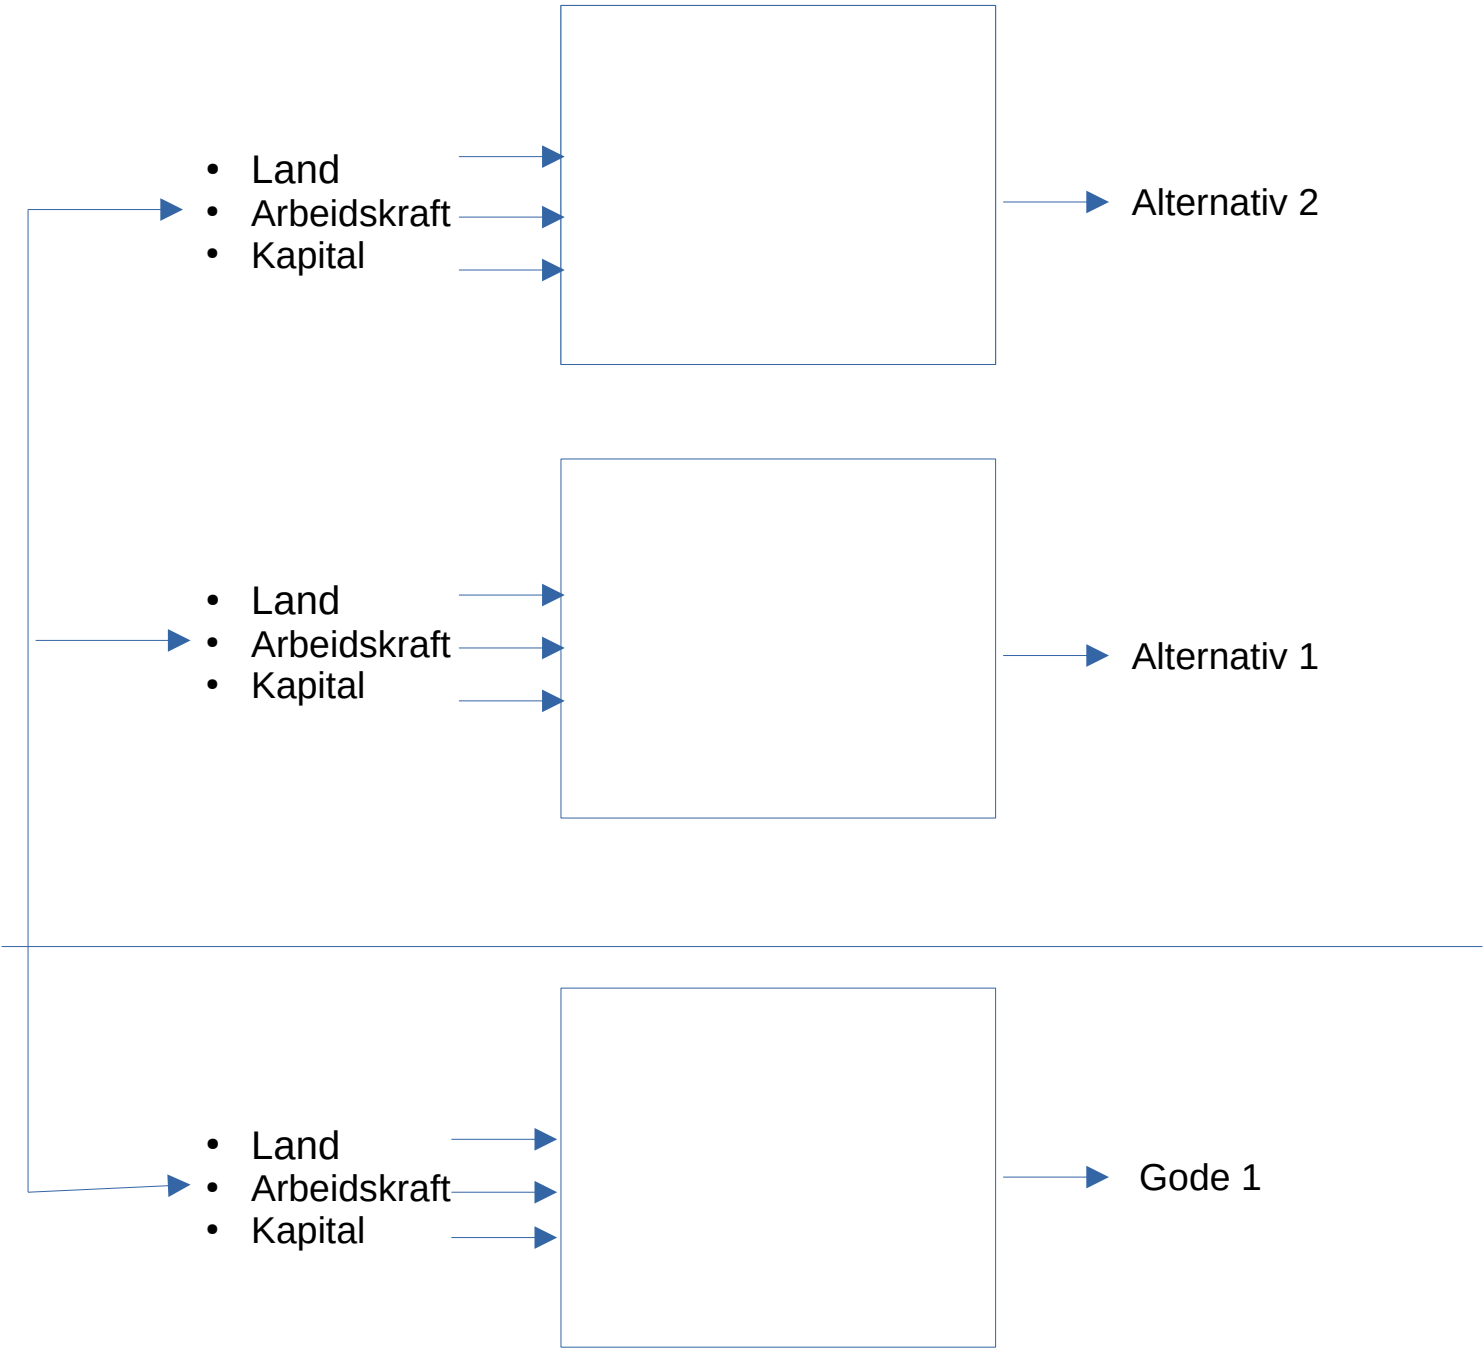 • Land
• Arbeidskraft
• Kapital
Alternativ 2
• Land
• Arbeidskraft
• Kapital
Alternativ 1
• Land
• Arbeidskraft
• Kapital
Gode 1